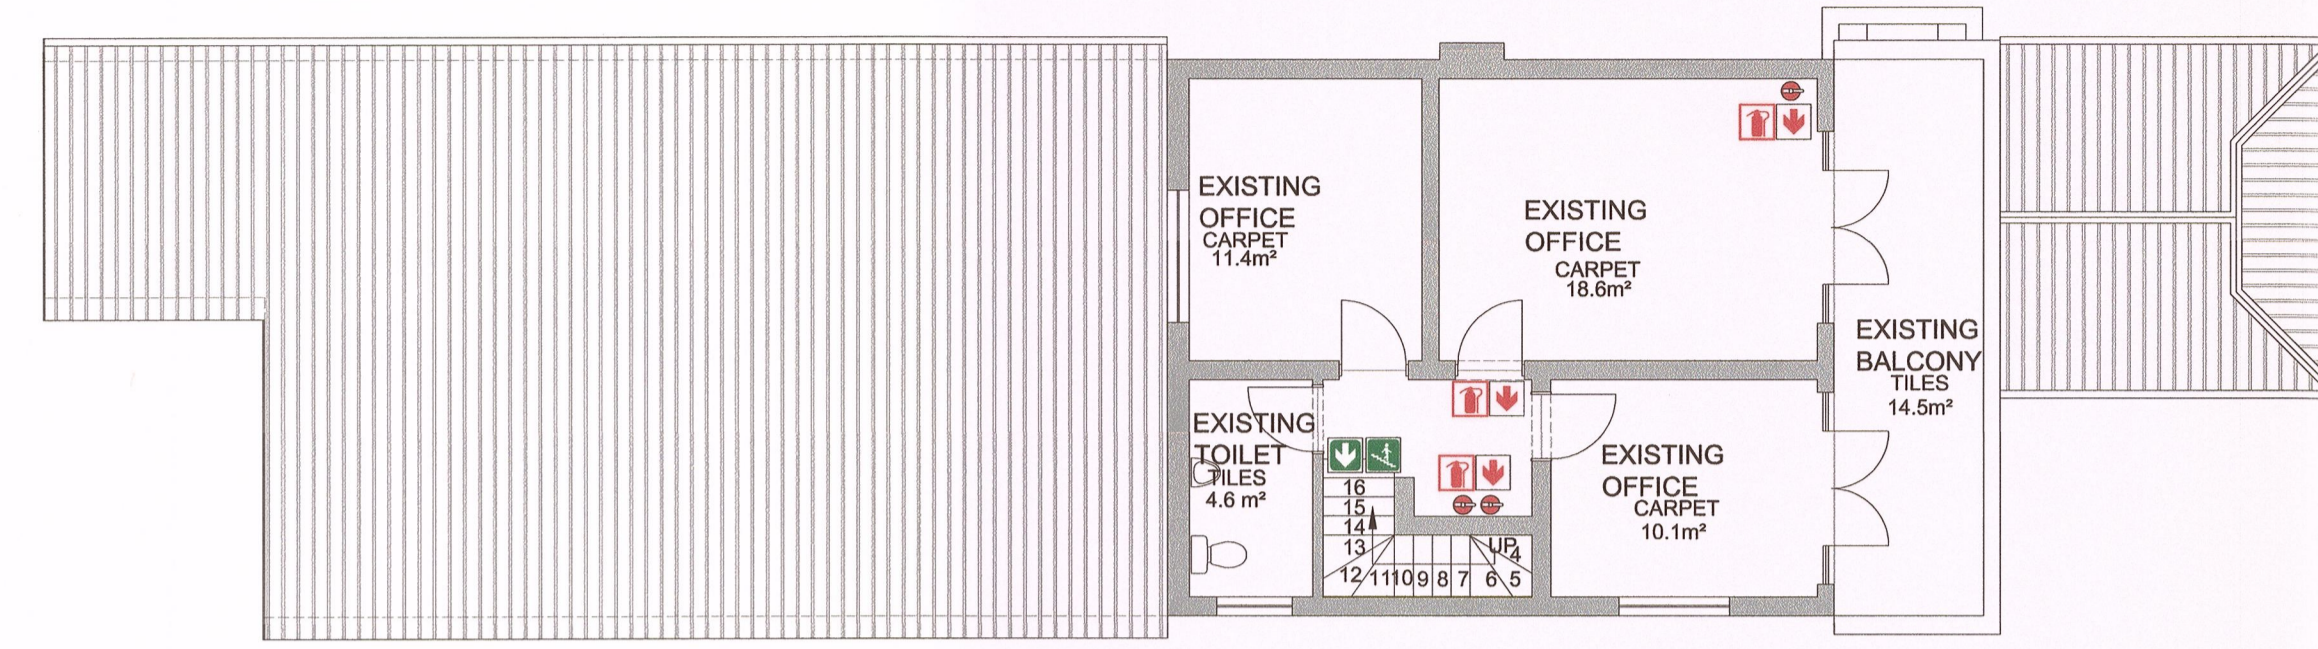 EXISTING
OFFICE
CARPET
11.4m²
EXISTING
OFFICE
CARPET
18.6m²
EXISTING
BALCONY
TILES
14.5m²
EXISTING
TOILET
TILES
4.6 m²
EXISTING
OFFICE
CARPET
10.1m²
16
15
14
13
12 11 10 9 8 7 6 5
UP
4